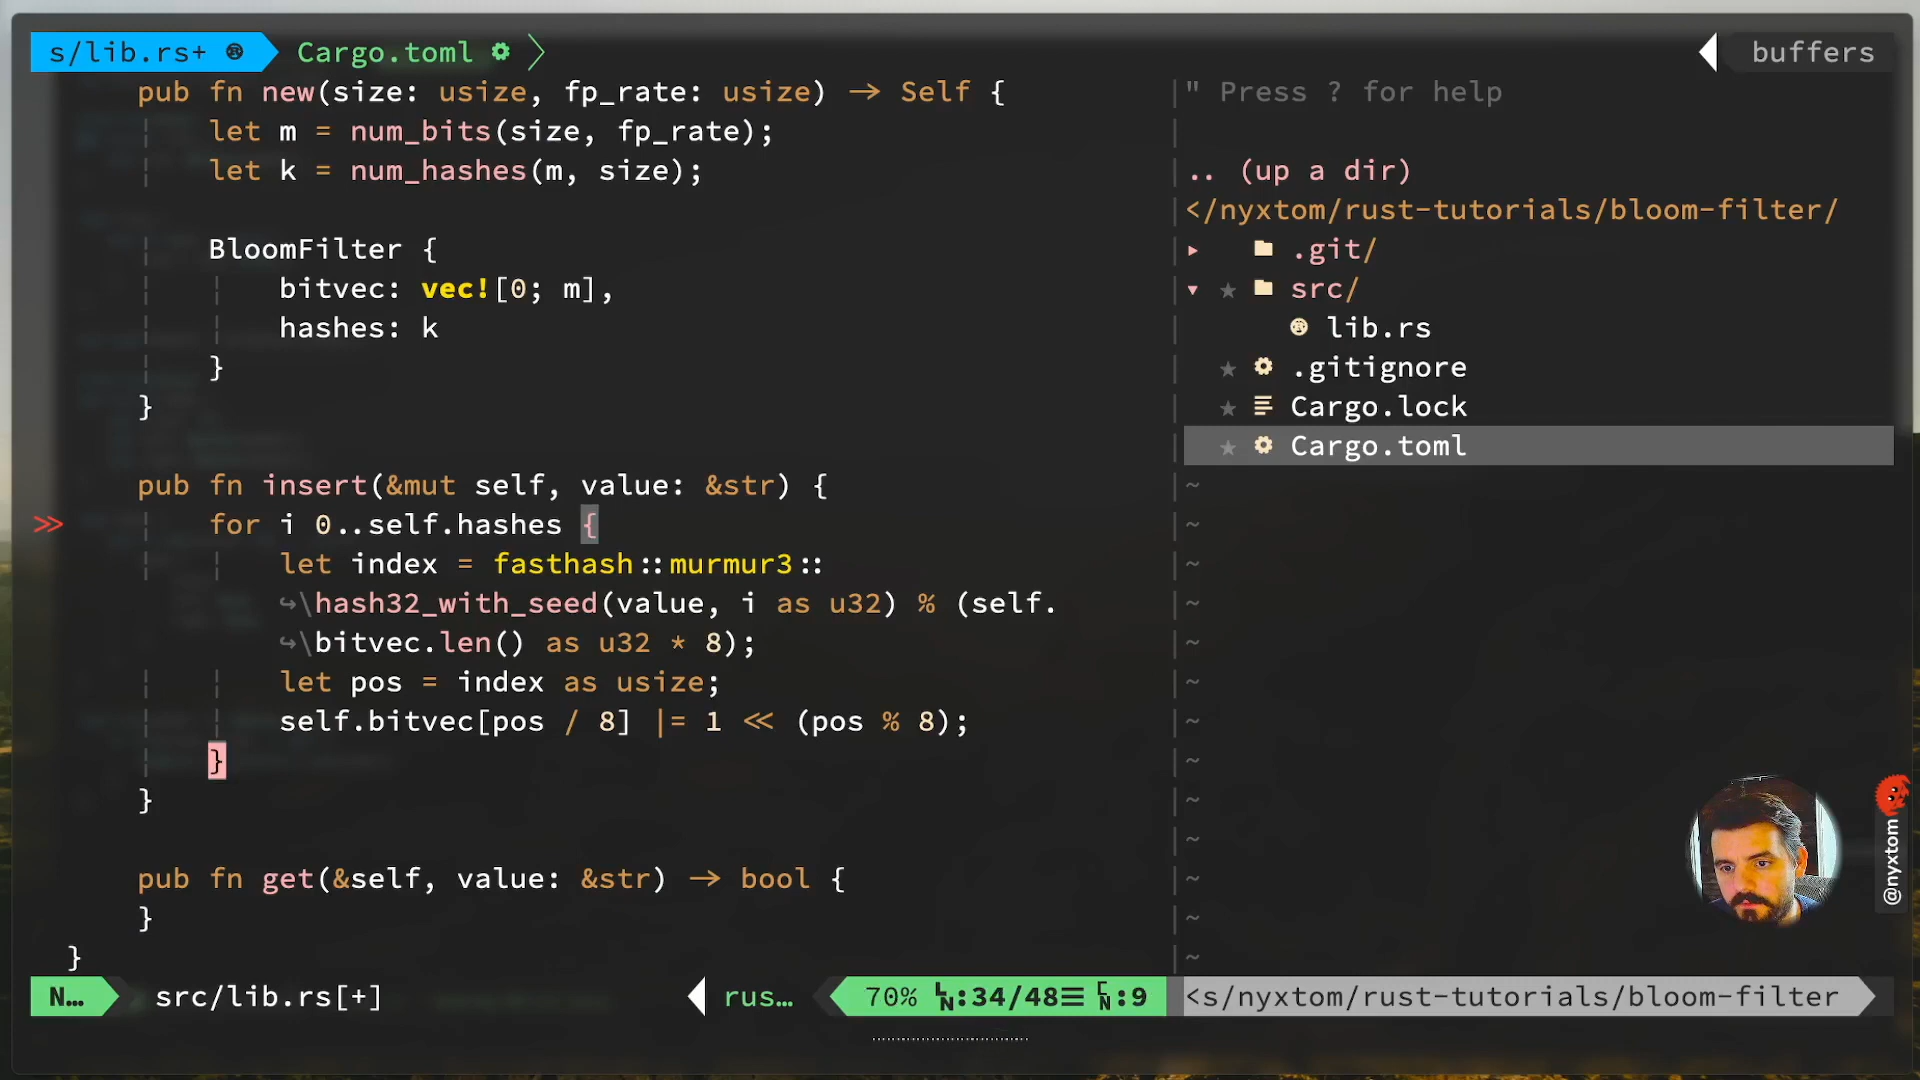 s/lib.rs+ Cargo.toml buffers
pub fn new(size: usize, fp_rate: usize) → Self {
let m = num_bits(size, fp_rate);
let k = num_hashes(m, size);
BloomFilter {
bitvec: vec![0; m],
hashes: k
}
}
pub fn insert(&mut self, value: &str) {
>> for i 0..self.hashes {
let index = fasthash::murmur3::
↪\hash32_with_seed(value, i as u32) % (self.
↪\bitvec.len() as u32 * 8);
let pos = index as usize;
self.bitvec[pos / 8] |= 1 << (pos % 8);
}
}
pub fn get(&self, value: &str) → bool {
}
}
N… src/lib.rs[+] rus… 70% LN:34/48☰ CN:9
" Press ? for help
.. (up a dir)
</nyxtom/rust-tutorials/bloom-filter/
▸ .git/
▾ ★ src/
lib.rs
★ .gitignore
★ Cargo.lock
★ Cargo.toml
~
~
~
~
~
~
~
~
~
~
~
~
~
<s/nyxtom/rust-tutorials/bloom-filter
@nyxtom